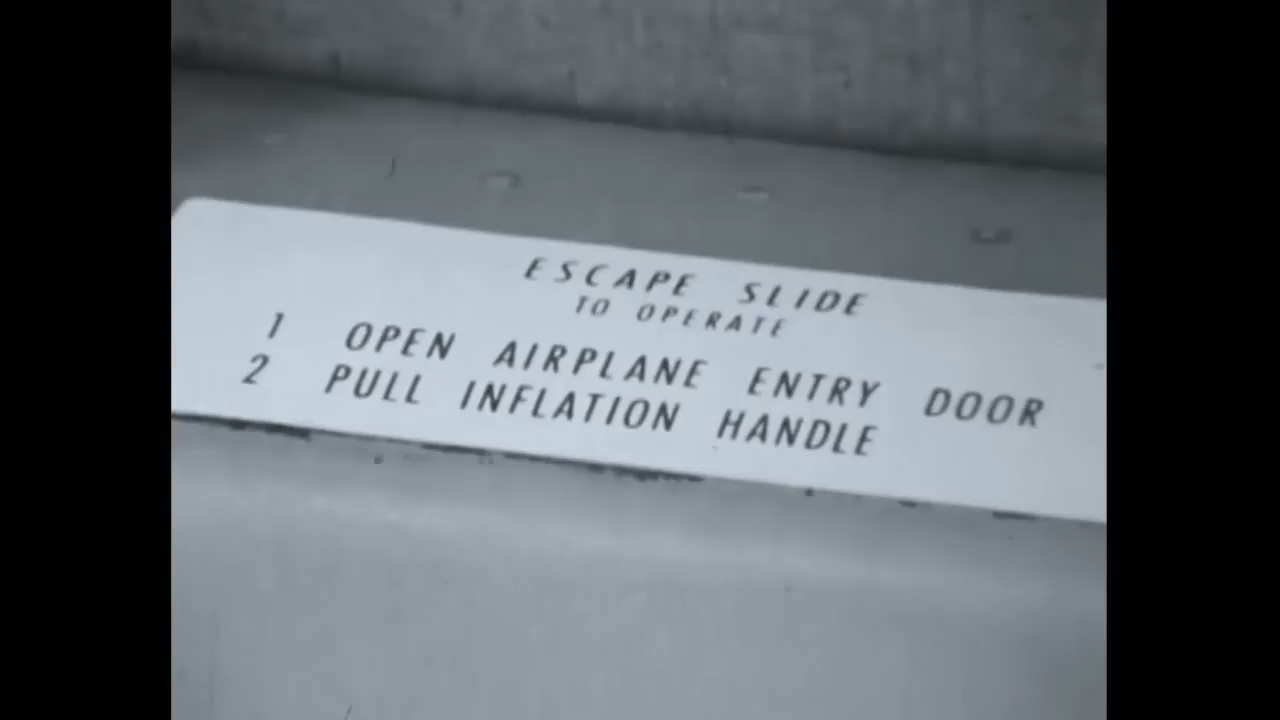 ESCAPE SLIDE
TO OPERATE
1 OPEN AIRPLANE ENTRY DOOR
2 PULL INFLATION HANDLE